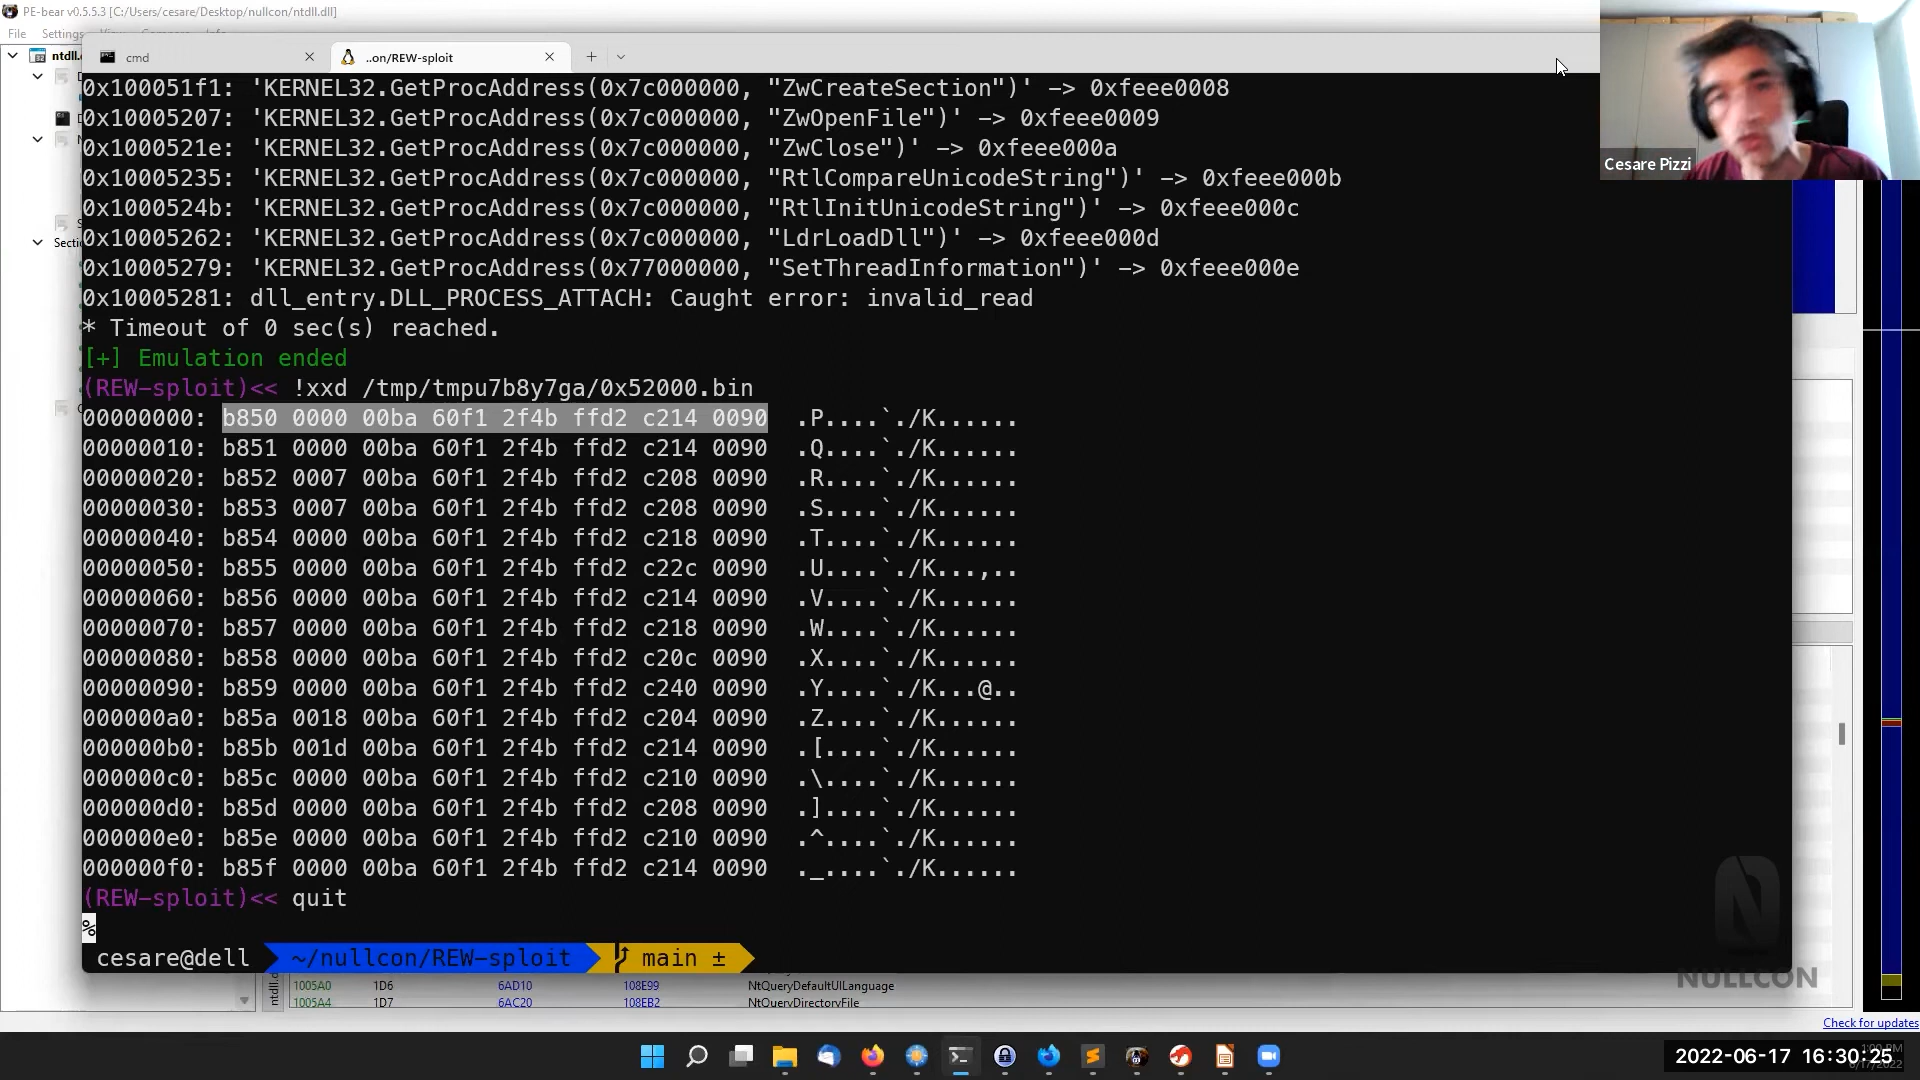 PE-bear v0.5.5.3 [C:/Users/cesare/Desktop/nullcon/ntdll.dll]
File Settings
cmd
..on/REW-sploit
0x100051f1: 'KERNEL32.GetProcAddress(0x7c000000, "ZwCreateSection")' -> 0xfeee0008
0x10005207: 'KERNEL32.GetProcAddress(0x7c000000, "ZwOpenFile")' -> 0xfeee0009
0x1000521e: 'KERNEL32.GetProcAddress(0x7c000000, "ZwClose")' -> 0xfeee000a
0x10005235: 'KERNEL32.GetProcAddress(0x7c000000, "RtlCompareUnicodeString")' -> 0xfeee000b
0x1000524b: 'KERNEL32.GetProcAddress(0x7c000000, "RtlInitUnicodeString")' -> 0xfeee000c
0x10005262: 'KERNEL32.GetProcAddress(0x7c000000, "LdrLoadDll")' -> 0xfeee000d
0x10005279: 'KERNEL32.GetProcAddress(0x77000000, "SetThreadInformation")' -> 0xfeee000e
0x10005281: dll_entry.DLL_PROCESS_ATTACH: Caught error: invalid_read
* Timeout of 0 sec(s) reached.
[+] Emulation ended
(REW-sploit)<< !xxd /tmp/tmpu7b8y7ga/0x52000.bin
00000000: b850 0000 00ba 60f1 2f4b ffd2 c214 0090 .P....`./K......
00000010: b851 0000 00ba 60f1 2f4b ffd2 c214 0090 .Q....`./K......
00000020: b852 0007 00ba 60f1 2f4b ffd2 c208 0090 .R....`./K......
00000030: b853 0007 00ba 60f1 2f4b ffd2 c208 0090 .S....`./K......
00000040: b854 0000 00ba 60f1 2f4b ffd2 c218 0090 .T....`./K......
00000050: b855 0000 00ba 60f1 2f4b ffd2 c22c 0090 .U....`./K...,..
00000060: b856 0000 00ba 60f1 2f4b ffd2 c214 0090 .V....`./K......
00000070: b857 0000 00ba 60f1 2f4b ffd2 c218 0090 .W....`./K......
00000080: b858 0000 00ba 60f1 2f4b ffd2 c20c 0090 .X....`./K......
00000090: b859 0000 00ba 60f1 2f4b ffd2 c240 0090 .Y....`./K...@..
000000a0: b85a 0018 00ba 60f1 2f4b ffd2 c204 0090 .Z....`./K......
000000b0: b85b 001d 00ba 60f1 2f4b ffd2 c214 0090 .[....`./K......
000000c0: b85c 0000 00ba 60f1 2f4b ffd2 c210 0090 .\....`./K......
000000d0: b85d 0000 00ba 60f1 2f4b ffd2 c208 0090 .]....`./K......
000000e0: b85e 0000 00ba 60f1 2f4b ffd2 c210 0090 .^....`./K......
000000f0: b85f 0000 00ba 60f1 2f4b ffd2 c214 0090 ._....`./K......
(REW-sploit)<< quit
%
cesare@dell ~/nullcon/REW-sploit main ±
Cesare Pizzi
NULLCON
1005A0 1D6 6AD10 108E99 NtQueryDefaultUILanguage
1005A4 1D7 6AC20 108EB2 NtQueryDirectoryFile
Check for updates
2022-06-17 16:30:25